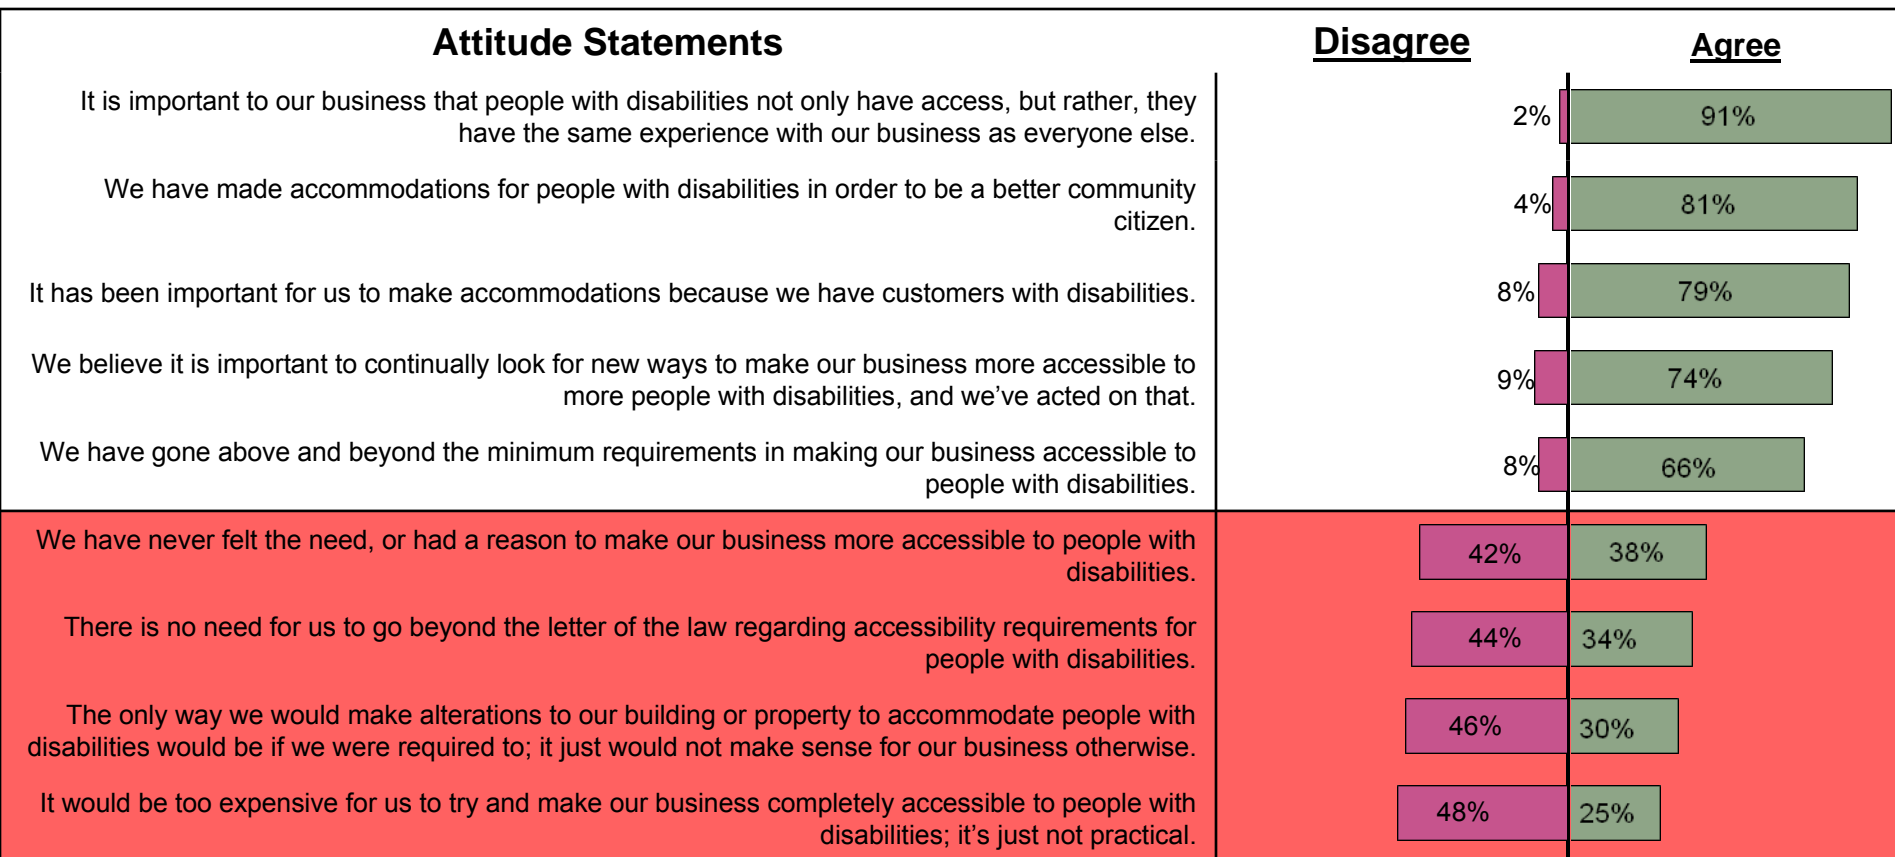 Attitude Statements Disagree Agree
It is important to our business that people with disabilities not only have access, but rather, they
have the same experience with our business as everyone else.
2% 91%
We have made accommodations for people with disabilities in order to be a better community
citizen.
4% 81%
It has been important for us to make accommodations because we have customers with disabilities.
8% 79%
We believe it is important to continually look for new ways to make our business more accessible to
more people with disabilities, and we’ve acted on that.
9% 74%
We have gone above and beyond the minimum requirements in making our business accessible to
people with disabilities.
8% 66%
We have never felt the need, or had a reason to make our business more accessible to people with
disabilities.
42% 38%
There is no need for us to go beyond the letter of the law regarding accessibility requirements for
people with disabilities.
44% 34%
The only way we would make alterations to our building or property to accommodate people with
disabilities would be if we were required to; it just would not make sense for our business otherwise.
46% 30%
It would be too expensive for us to try and make our business completely accessible to people with
disabilities; it’s just not practical.
48% 25%